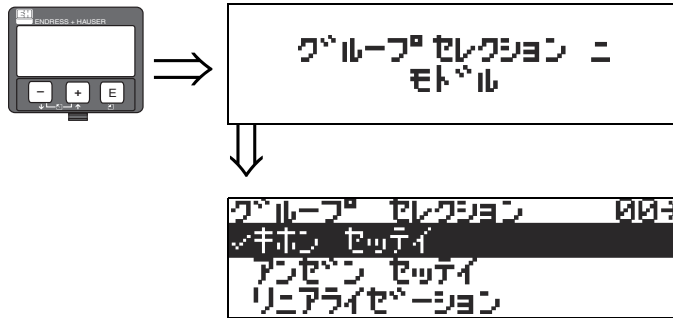 EH
ENDRESS + HAUSER
- + E
グループ セレクション ニ
モドル
グループ セレクション 00→
✓キホン セッテイ
アンゼン セッテイ
リニアライゼーション